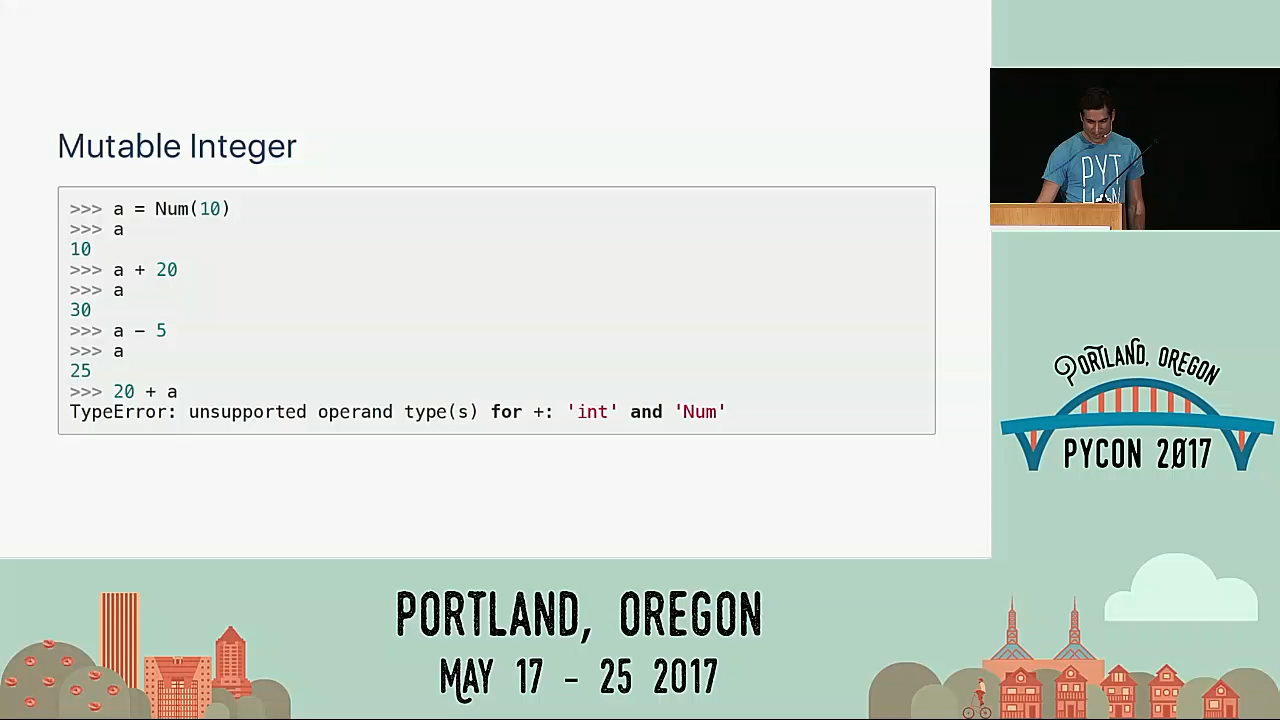 Mutable Integer
>>> a = Num(10)
>>> a
10
>>> a + 20
>>> a
30
>>> a - 5
>>> a
25
>>> 20 + a
TypeError: unsupported operand type(s) for +: 'int' and 'Num'
PYT
PORTLAND, OREGON
PYCON 2017
PORTLAND, OREGON
MAY 17 - 25 2017